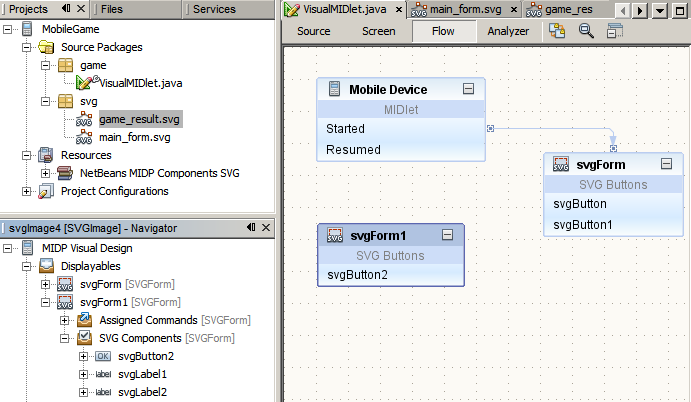 Projects
Files
Services
MobileGame
Source Packages
game
VisualMIDlet.java
svg
game_result.svg
main_form.svg
Resources
NetBeans MIDP Components SVG
Project Configurations
svgImage4 [SVGImage] - Navigator
MIDP Visual Design
Displayables
svgForm [SVGForm]
svgForm1 [SVGForm]
Assigned Commands [SVGForm]
SVG Components [SVGForm]
OK svgButton2
label svgLabel1
label svgLabel2
VisualMIDlet.java
main_form.svg
game_res
Source
Screen
Flow
Analyzer
Mobile Device
MIDlet
Started
Resumed
svgForm
SVG Buttons
svgButton
svgButton1
svgForm1
SVG Buttons
svgButton2